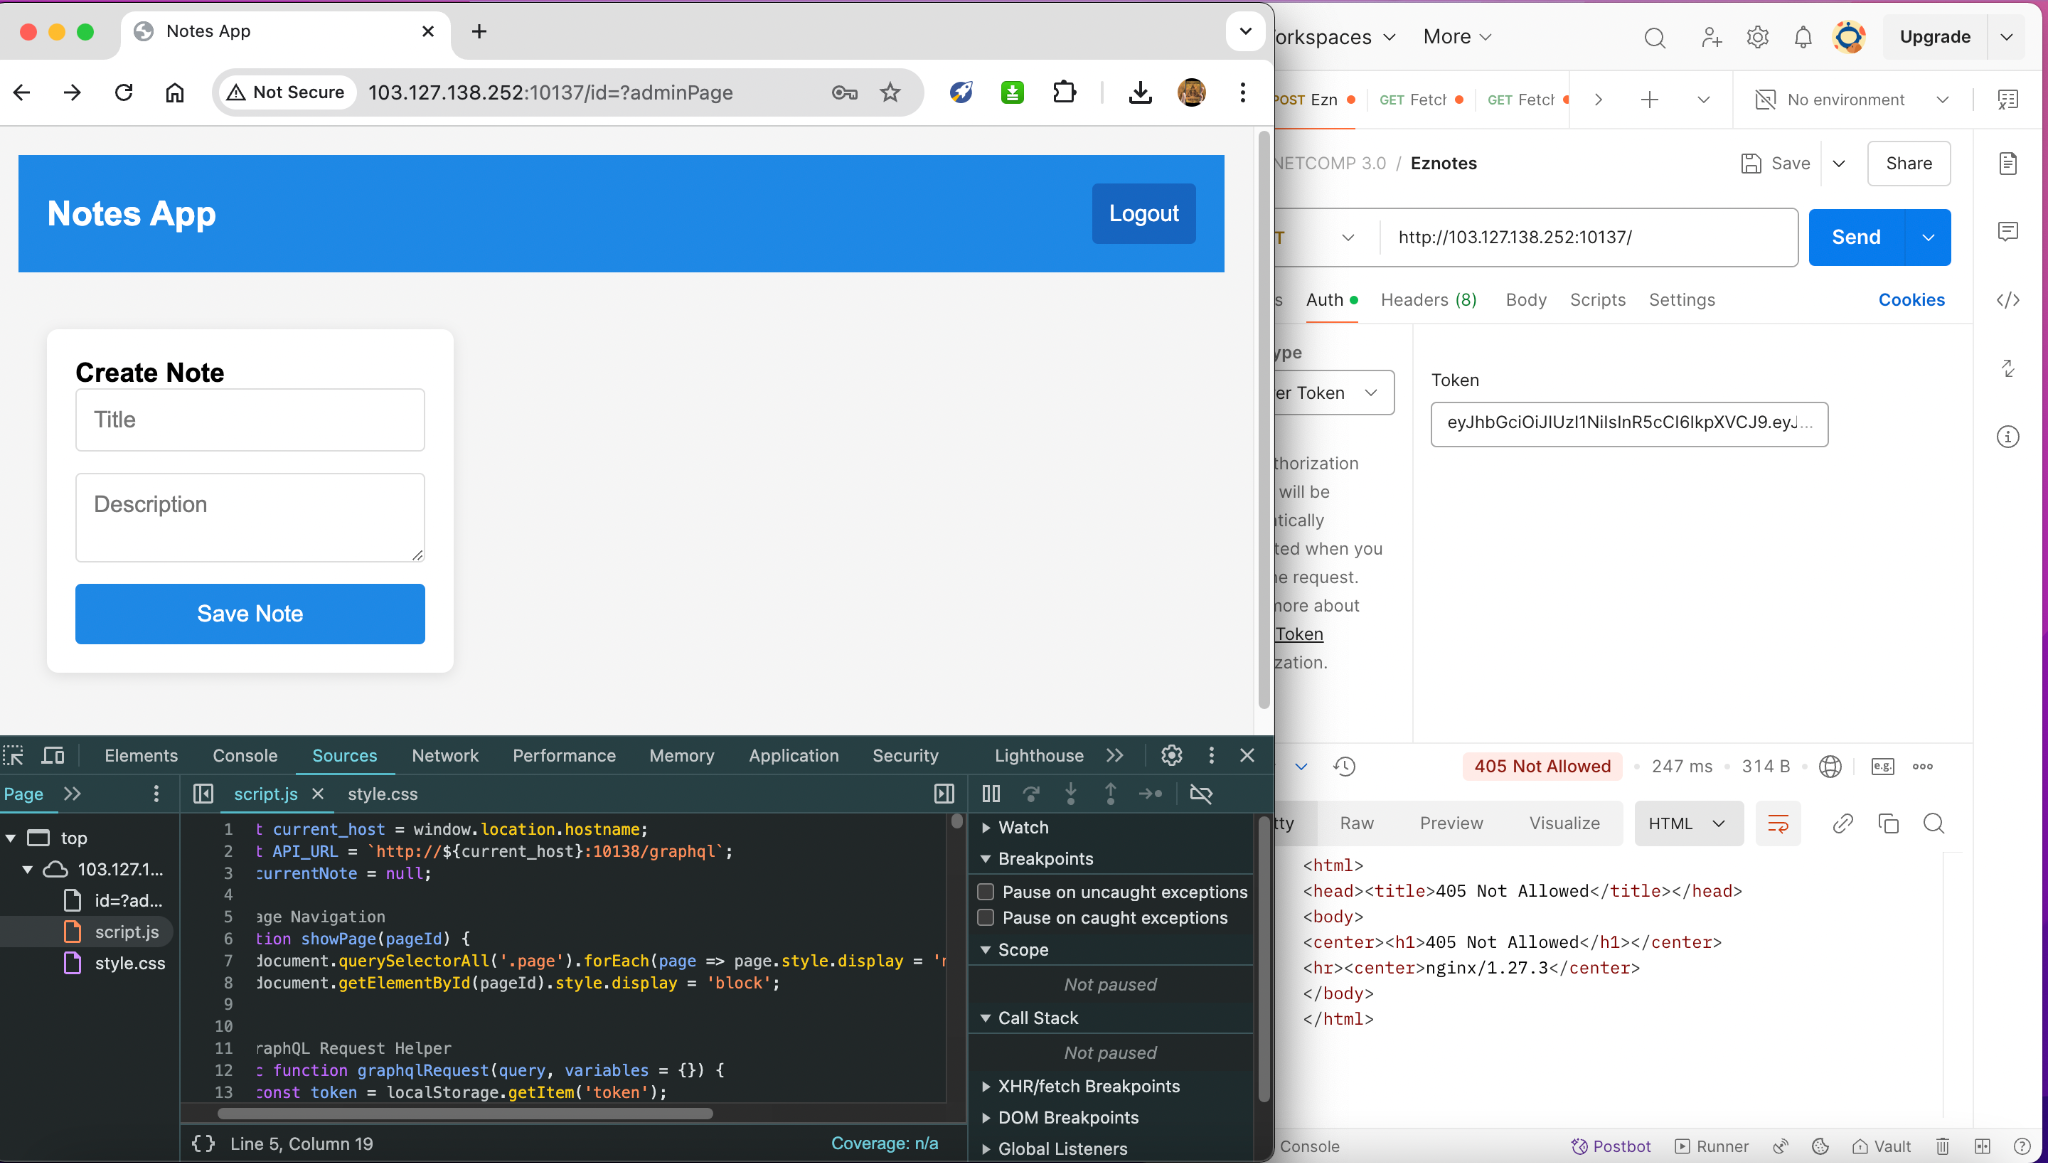 Notes App
Not Secure
103.127.138.252:10137/id=?adminPage
Notes App
Logout
Create Note
Title
Description
Save Note
Elements
Console
Sources
Network
Performance
Memory
Application
Security
Lighthouse
Page
script.js
style.css
top
103.127.1...
id=?ad...
script.js
style.css
1 t current_host = window.location.hostname;
2 t API_URL = `http://${current_host}:10138/graphql`;
3 currentNote = null;
4
5 age Navigation
6 tion showPage(pageId) {
7 document.querySelectorAll('.page').forEach(page => page.style.display = 'n
8 document.getElementById(pageId).style.display = 'block';
9
10
11 raphQL Request Helper
12 c function graphqlRequest(query, variables = {}) {
13 const token = localStorage.getItem('token');
{} Line 5, Column 19
Coverage: n/a
Watch
Breakpoints
Pause on uncaught exceptions
Pause on caught exceptions
Scope
Not paused
Call Stack
Not paused
XHR/fetch Breakpoints
DOM Breakpoints
Global Listeners
orkspaces
More
Upgrade
POST Ezn
GET Fetch
GET Fetch
No environment
NETCOMP 3.0 / Eznotes
Save
Share
T
http://103.127.138.252:10137/
Send
s
Auth
Headers (8)
Body
Scripts
Settings
Cookies
ype
er Token
Token
eyJhbGciOiJIUzI1NiIsInR5cCI6IkpXVCJ9.eyJ...
thorization
will be
atically
ted when you
he request.
more about
Token
zation.
405 Not Allowed
247 ms
314 B
e.g.
tty
Raw
Preview
Visualize
HTML
<html>
<head><title>405 Not Allowed</title></head>
<body>
<center><h1>405 Not Allowed</h1></center>
<hr><center>nginx/1.27.3</center>
</body>
</html>
Console
Postbot
Runner
Vault